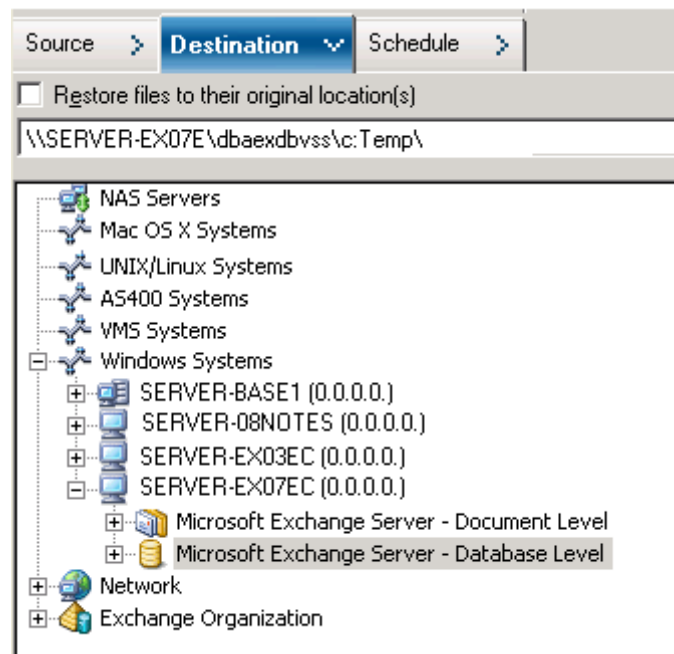 Source > Destination Schedule >
Restore files to their original location(s)
\\SERVER-EX07E\dbaexdbvss\c:Temp\
NAS Servers
Mac OS X Systems
UNIX/Linux Systems
AS400 Systems
VMS Systems
Windows Systems
SERVER-BASE1 (0.0.0.0.)
SERVER-08NOTES (0.0.0.0.)
SERVER-EX03EC (0.0.0.0.)
SERVER-EX07EC (0.0.0.0.)
Microsoft Exchange Server - Document Level
Microsoft Exchange Server - Database Level
Network
Exchange Organization